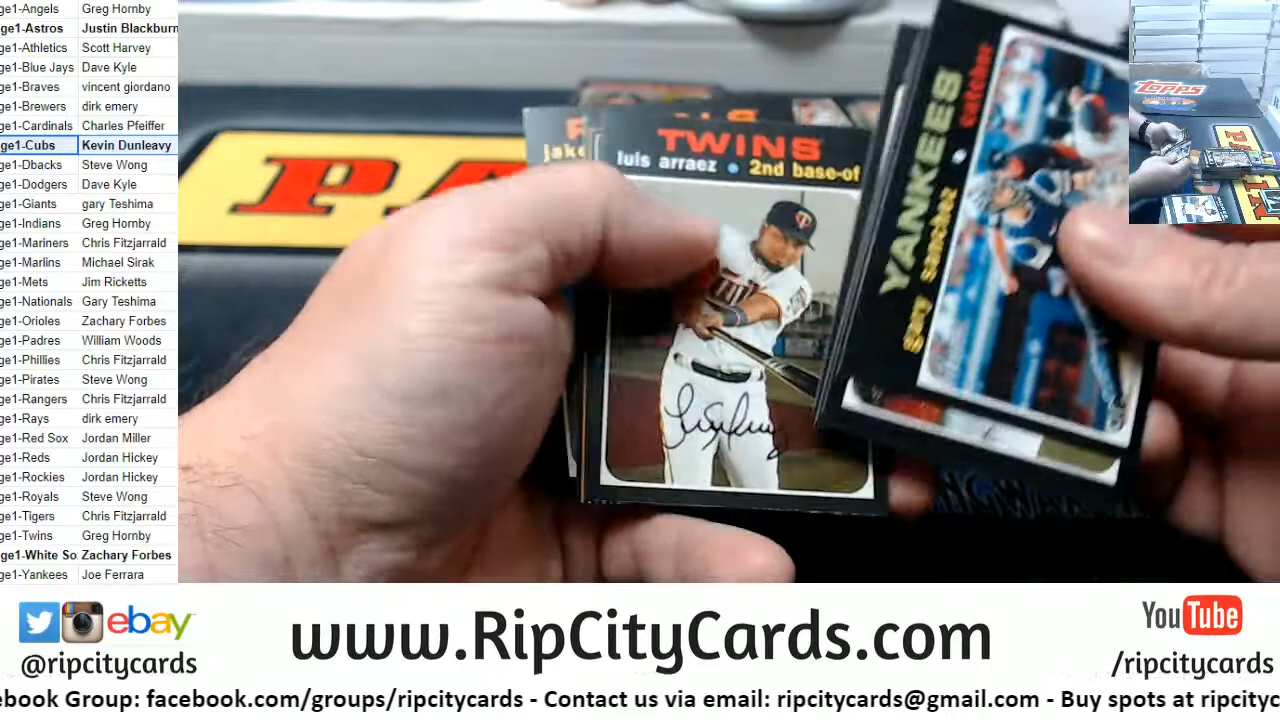 ge1-Angels Greg Hornby
ge1-Astros Justin Blackburn
ge1-Athletics Scott Harvey
ge1-Blue Jays Dave Kyle
ge1-Braves vincent giordano
ge1-Brewers dirk emery
ge1-Cardinals Charles Pfeiffer
ge1-Cubs Kevin Dunleavy
ge1-Dbacks Steve Wong
ge1-Dodgers Dave Kyle
ge1-Giants gary Teshima
ge1-Indians Greg Hornby
ge1-Mariners Chris Fitzjarrald
ge1-Marlins Michael Sirak
ge1-Mets Jim Ricketts
ge1-Nationals Gary Teshima
ge1-Orioles Zachary Forbes
ge1-Padres William Woods
ge1-Phillies Chris Fitzjarrald
ge1-Pirates Steve Wong
ge1-Rangers Chris Fitzjarrald
ge1-Rays dirk emery
ge1-Red Sox Jordan Miller
ge1-Reds Jordan Hickey
ge1-Rockies Jordan Hickey
ge1-Royals Steve Wong
ge1-Tigers Chris Fitzjarrald
ge1-Twins Greg Hornby
ge1-White So Zachary Forbes
ge1-Yankees Joe Ferrara
PA
jake
TWINS
luis arraez • 2nd base-of
YANKEES
gary sanchez • catcher
TOPPS
ebay
@ripcitycards
www.RipCityCards.com
YouTube
/ripcitycards
ebook Group: facebook.com/groups/ripcitycards - Contact us via email: ripcitycards@gmail.com - Buy spots at ripcityc